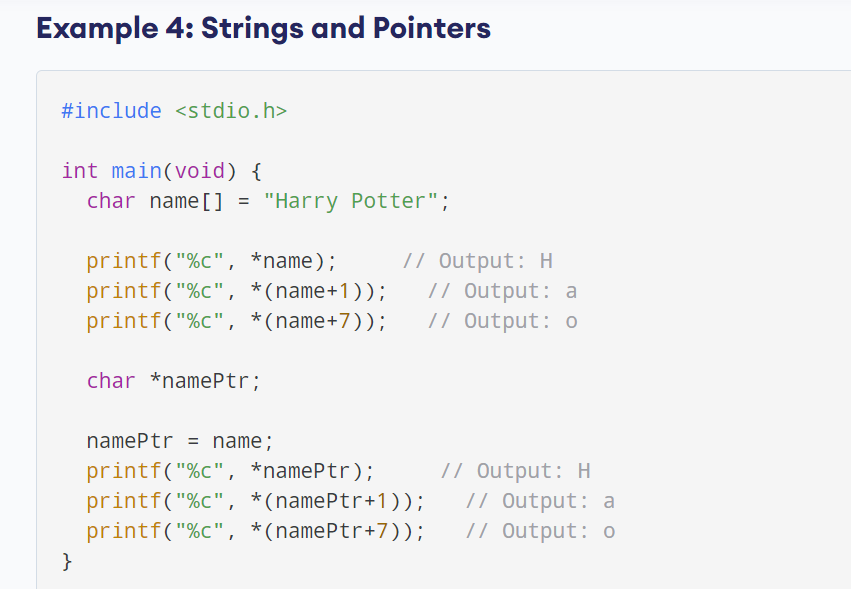 Example 4: Strings and Pointers
#include <stdio.h>
int main(void) {
char name[] = "Harry Potter";
printf("%c", *name);     // Output: H
printf("%c", *(name+1));   // Output: a
printf("%c", *(name+7));   // Output: o
char *namePtr;
namePtr = name;
printf("%c", *namePtr);     // Output: H
printf("%c", *(namePtr+1));   // Output: a
printf("%c", *(namePtr+7));   // Output: o
}